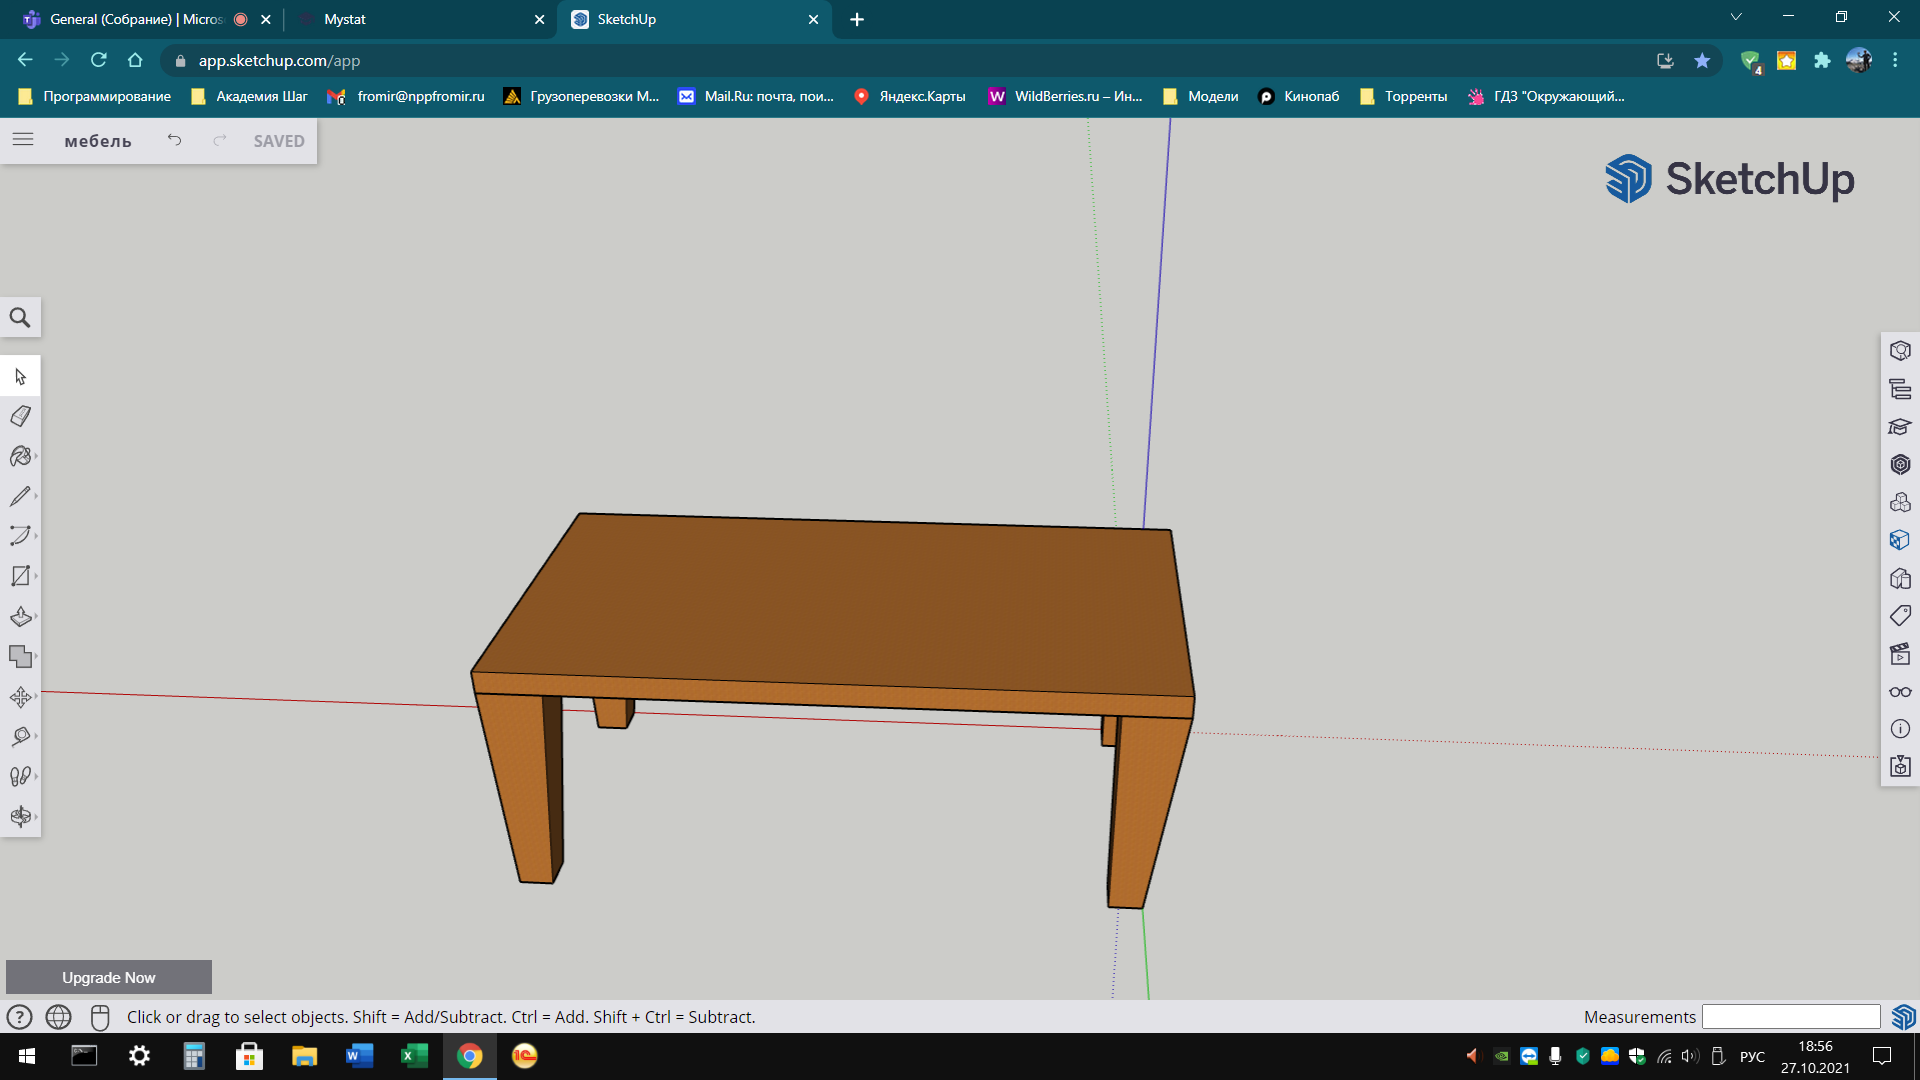 General (Собрание) | Micros
Mystat
SketchUp
app.sketchup.com/app
4
Программирование
Академия Шаг
fromir@nppfromir.ru
Грузоперевозки М...
Mail.Ru: почта, пои...
Яндекс.Карты
W
WildBerries.ru – Ин...
Модели
Кинопаб
Торренты
ГДЗ "Окружающий...
мебель
SAVED
SketchUp
Upgrade Now
?
Click or drag to select objects. Shift = Add/Subtract. Ctrl = Add. Shift + Ctrl = Subtract.
Measurements
W
X
1С
РУС
18:56
27.10.2021